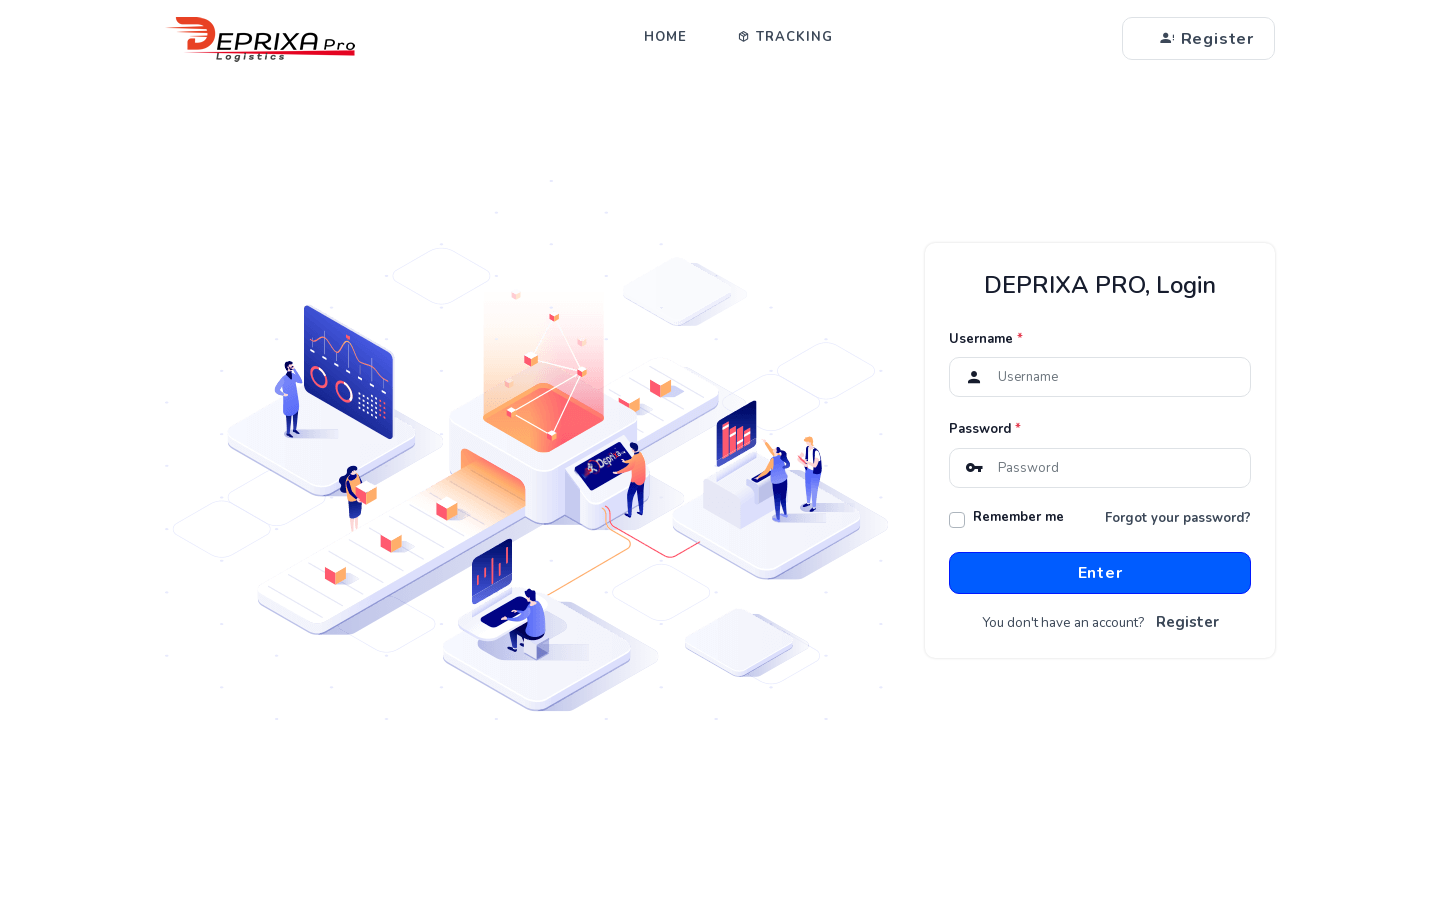 DEPRIXA Pro
Logistics
HOME
TRACKING
Register
Deprixa
DEPRIXA PRO, Login
Username *
Username
Password *
Password
Remember me
Forgot your password?
Enter
You don't have an account? Register